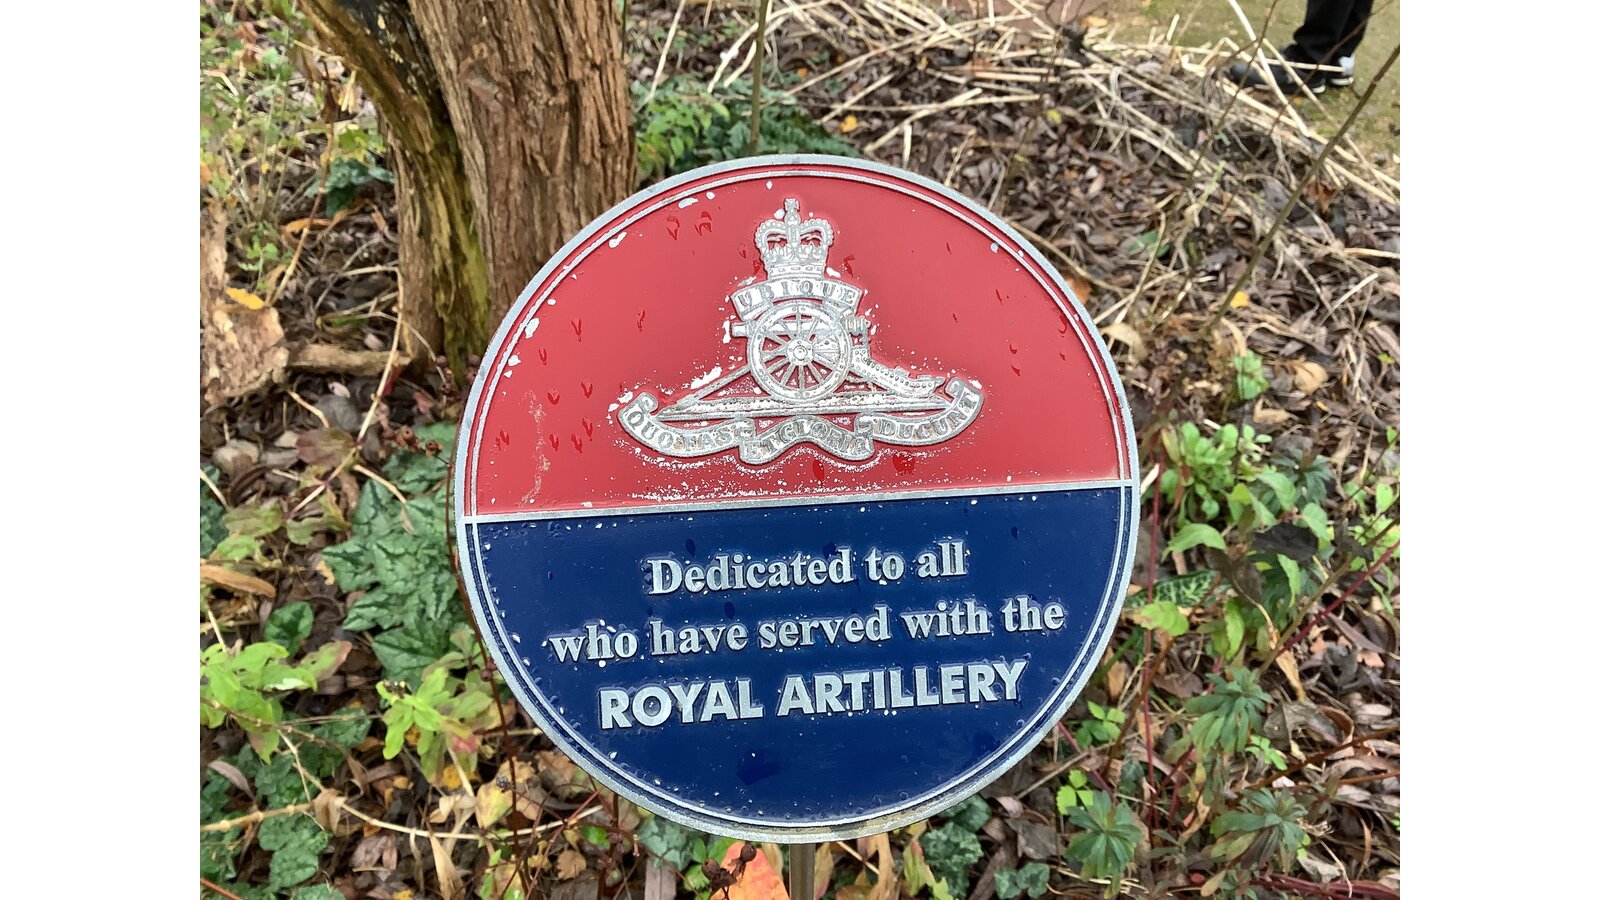 UBIQUE
QUO FAS ET GLORIA DUCUNT
Dedicated to all
who have served with the
ROYAL ARTILLERY